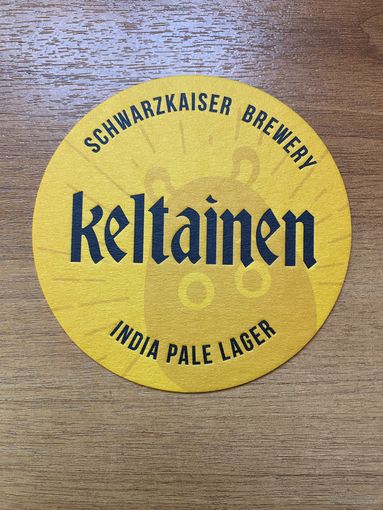 SCHWARZKAISER BREWERY
keltainen
INDIA PALE LAGER